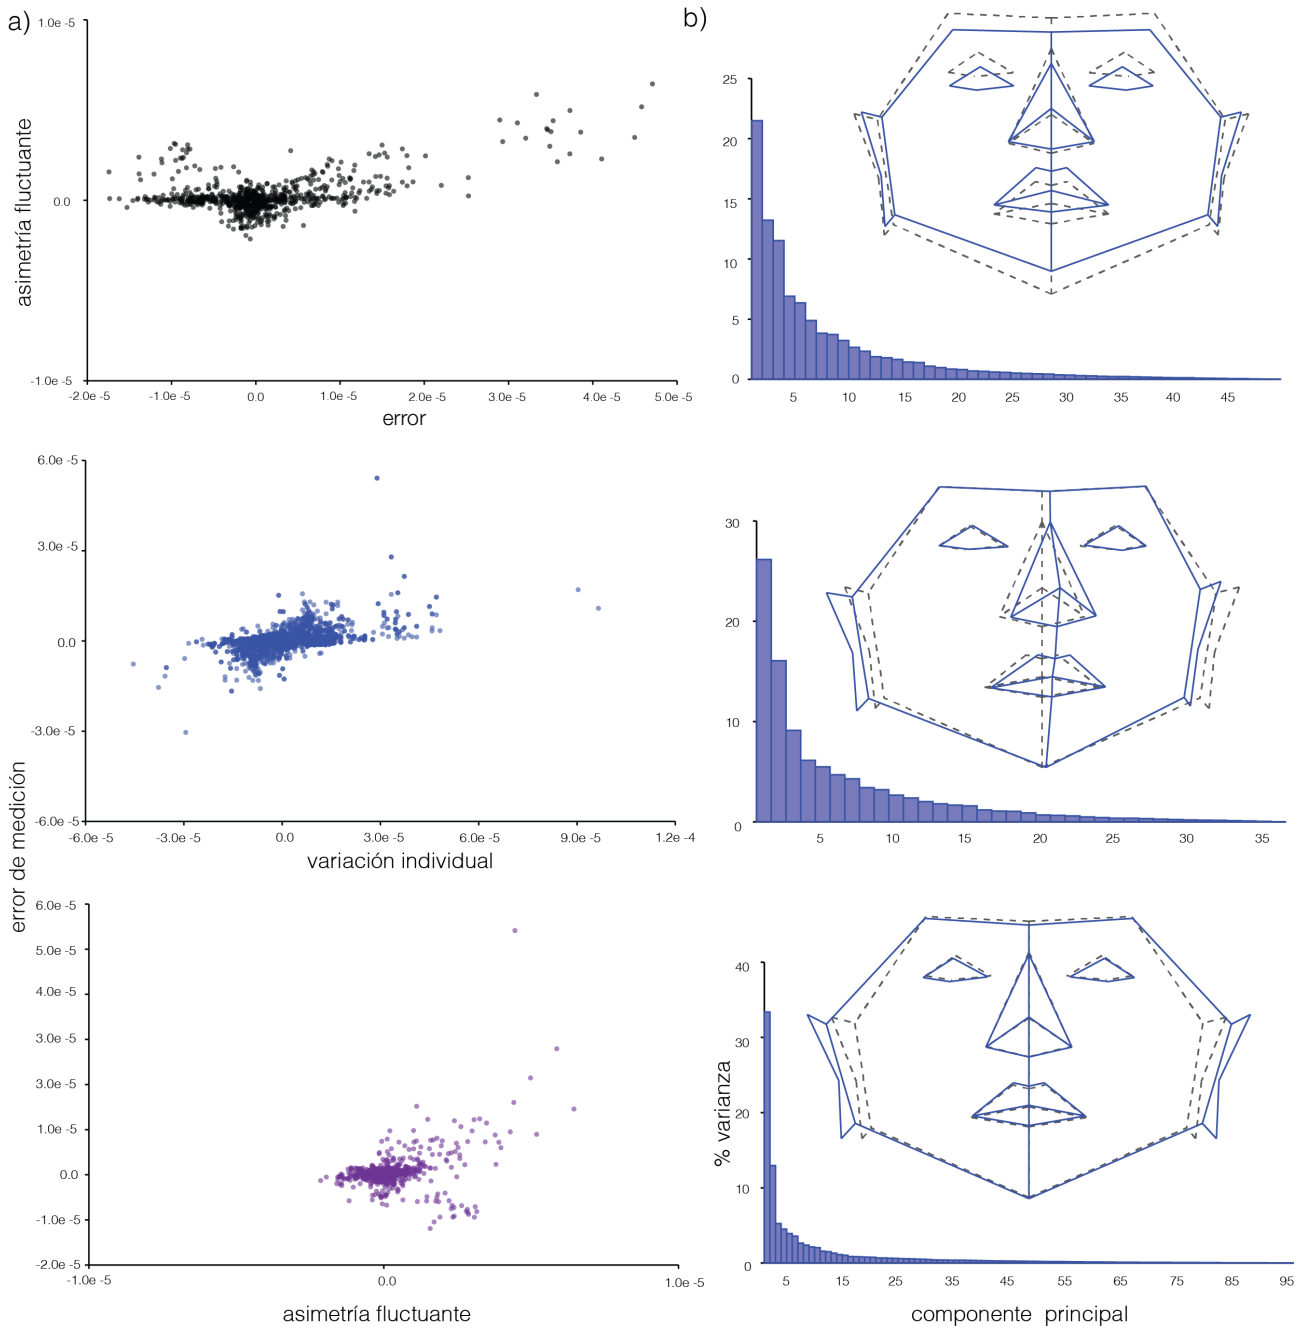 a)
1.0e -5
0.0
-1.0e -5
asimetría fluctuante
-2.0e -5 -1.0e -5 0.0 1.0e -5 2.0e -5 3.0e -5 4.0e -5 5.0e -5
error
b)
25
20
15
10
5
0
5 10 15 20 25 30 35 40 45
6.0e -5
3.0e -5
0.0
-3.0e -5
-6.0e -5
-6.0e -5 -3.0e -5 0.0 3.0e -5 6.0e -5 9.0e -5 1.2e -4
variación individual
error de medición
30
20
10
0
5 10 15 20 25 30 35
6.0e -5
5.0e -5
4.0e -5
3.0e -5
3.0e -5
1.0e -5
0.0
-1.0e -5
-2.0e -5
-1.0e -5 0.0 1.0e -5
asimetría fluctuante
40
30
20
10
0
% varianza
5 15 25 35 45 55 65 75 85 95
componente principal